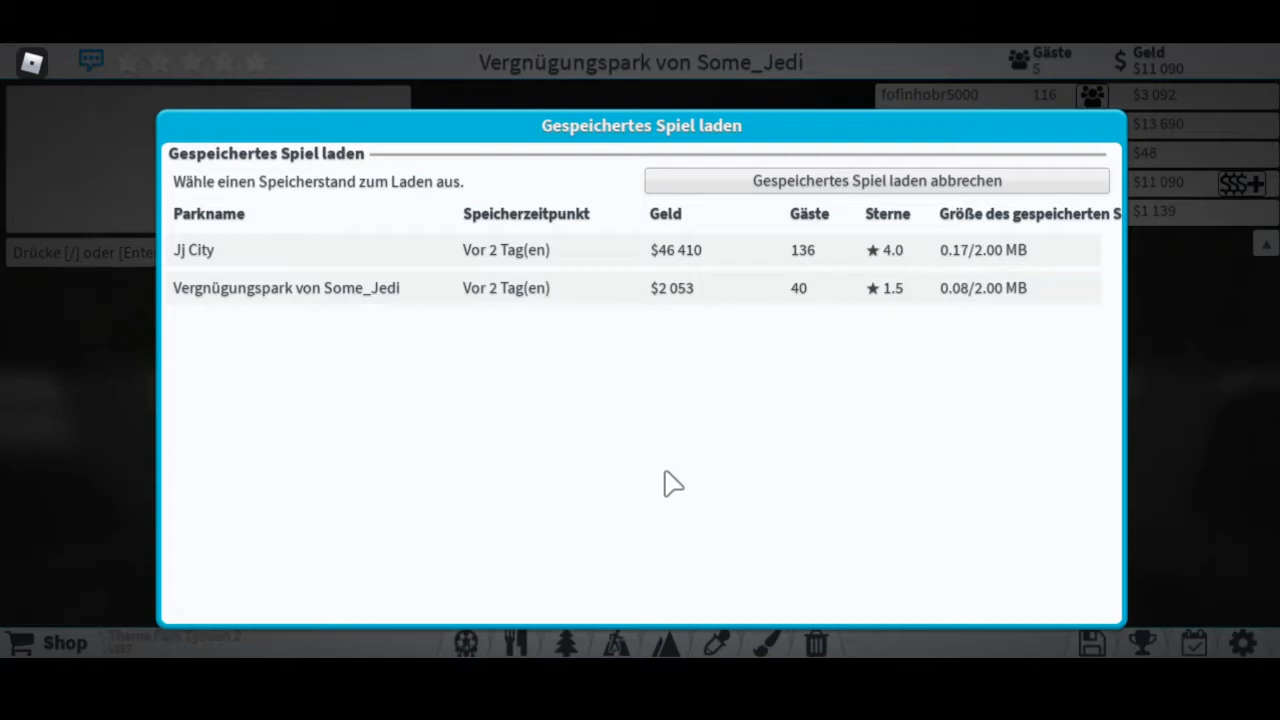 Vergnügungspark von Some_Jedi
Gäste
5
Geld
$11 090
fofinhobr5000 116 $3 092
$13 690
$48
$11 090 $$$+
$1 139
Gespeichertes Spiel laden
Gespeichertes Spiel laden
Wähle einen Speicherstand zum Laden aus.
Gespeichertes Spiel laden abbrechen
Parkname Speicherzeitpunkt Geld Gäste Sterne Größe des gespeicherten S
Jj City Vor 2 Tag(en) $46 410 136 ★ 4.0 0.17/2.00 MB
Vergnügungspark von Some_Jedi Vor 2 Tag(en) $2 053 40 ★ 1.5 0.08/2.00 MB
Drücke [/] oder [Ente
Shop
Theme Park Tycoon 2